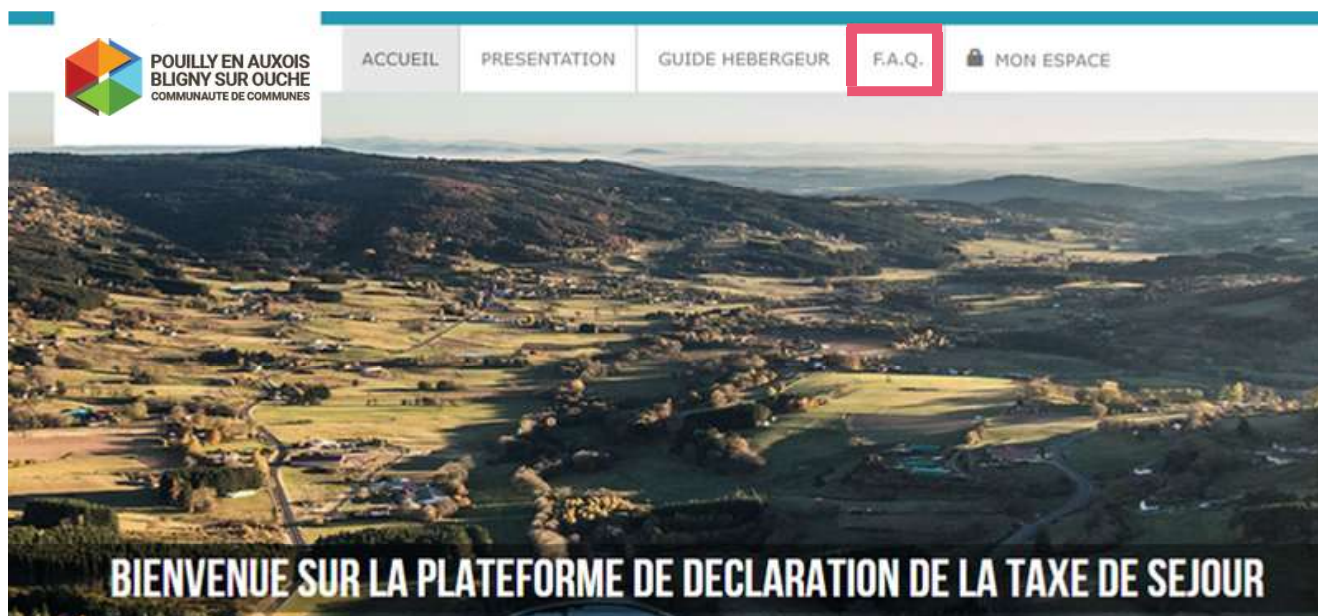 POUILLY EN AUXOIS
BLIGNY SUR OUCHE
COMMUNAUTE DE COMMUNES
ACCUEIL
PRESENTATION
GUIDE HEBERGEUR
F.A.Q.
MON ESPACE
BIENVENUE SUR LA PLATEFORME DE DECLARATION DE LA TAXE DE SEJOUR